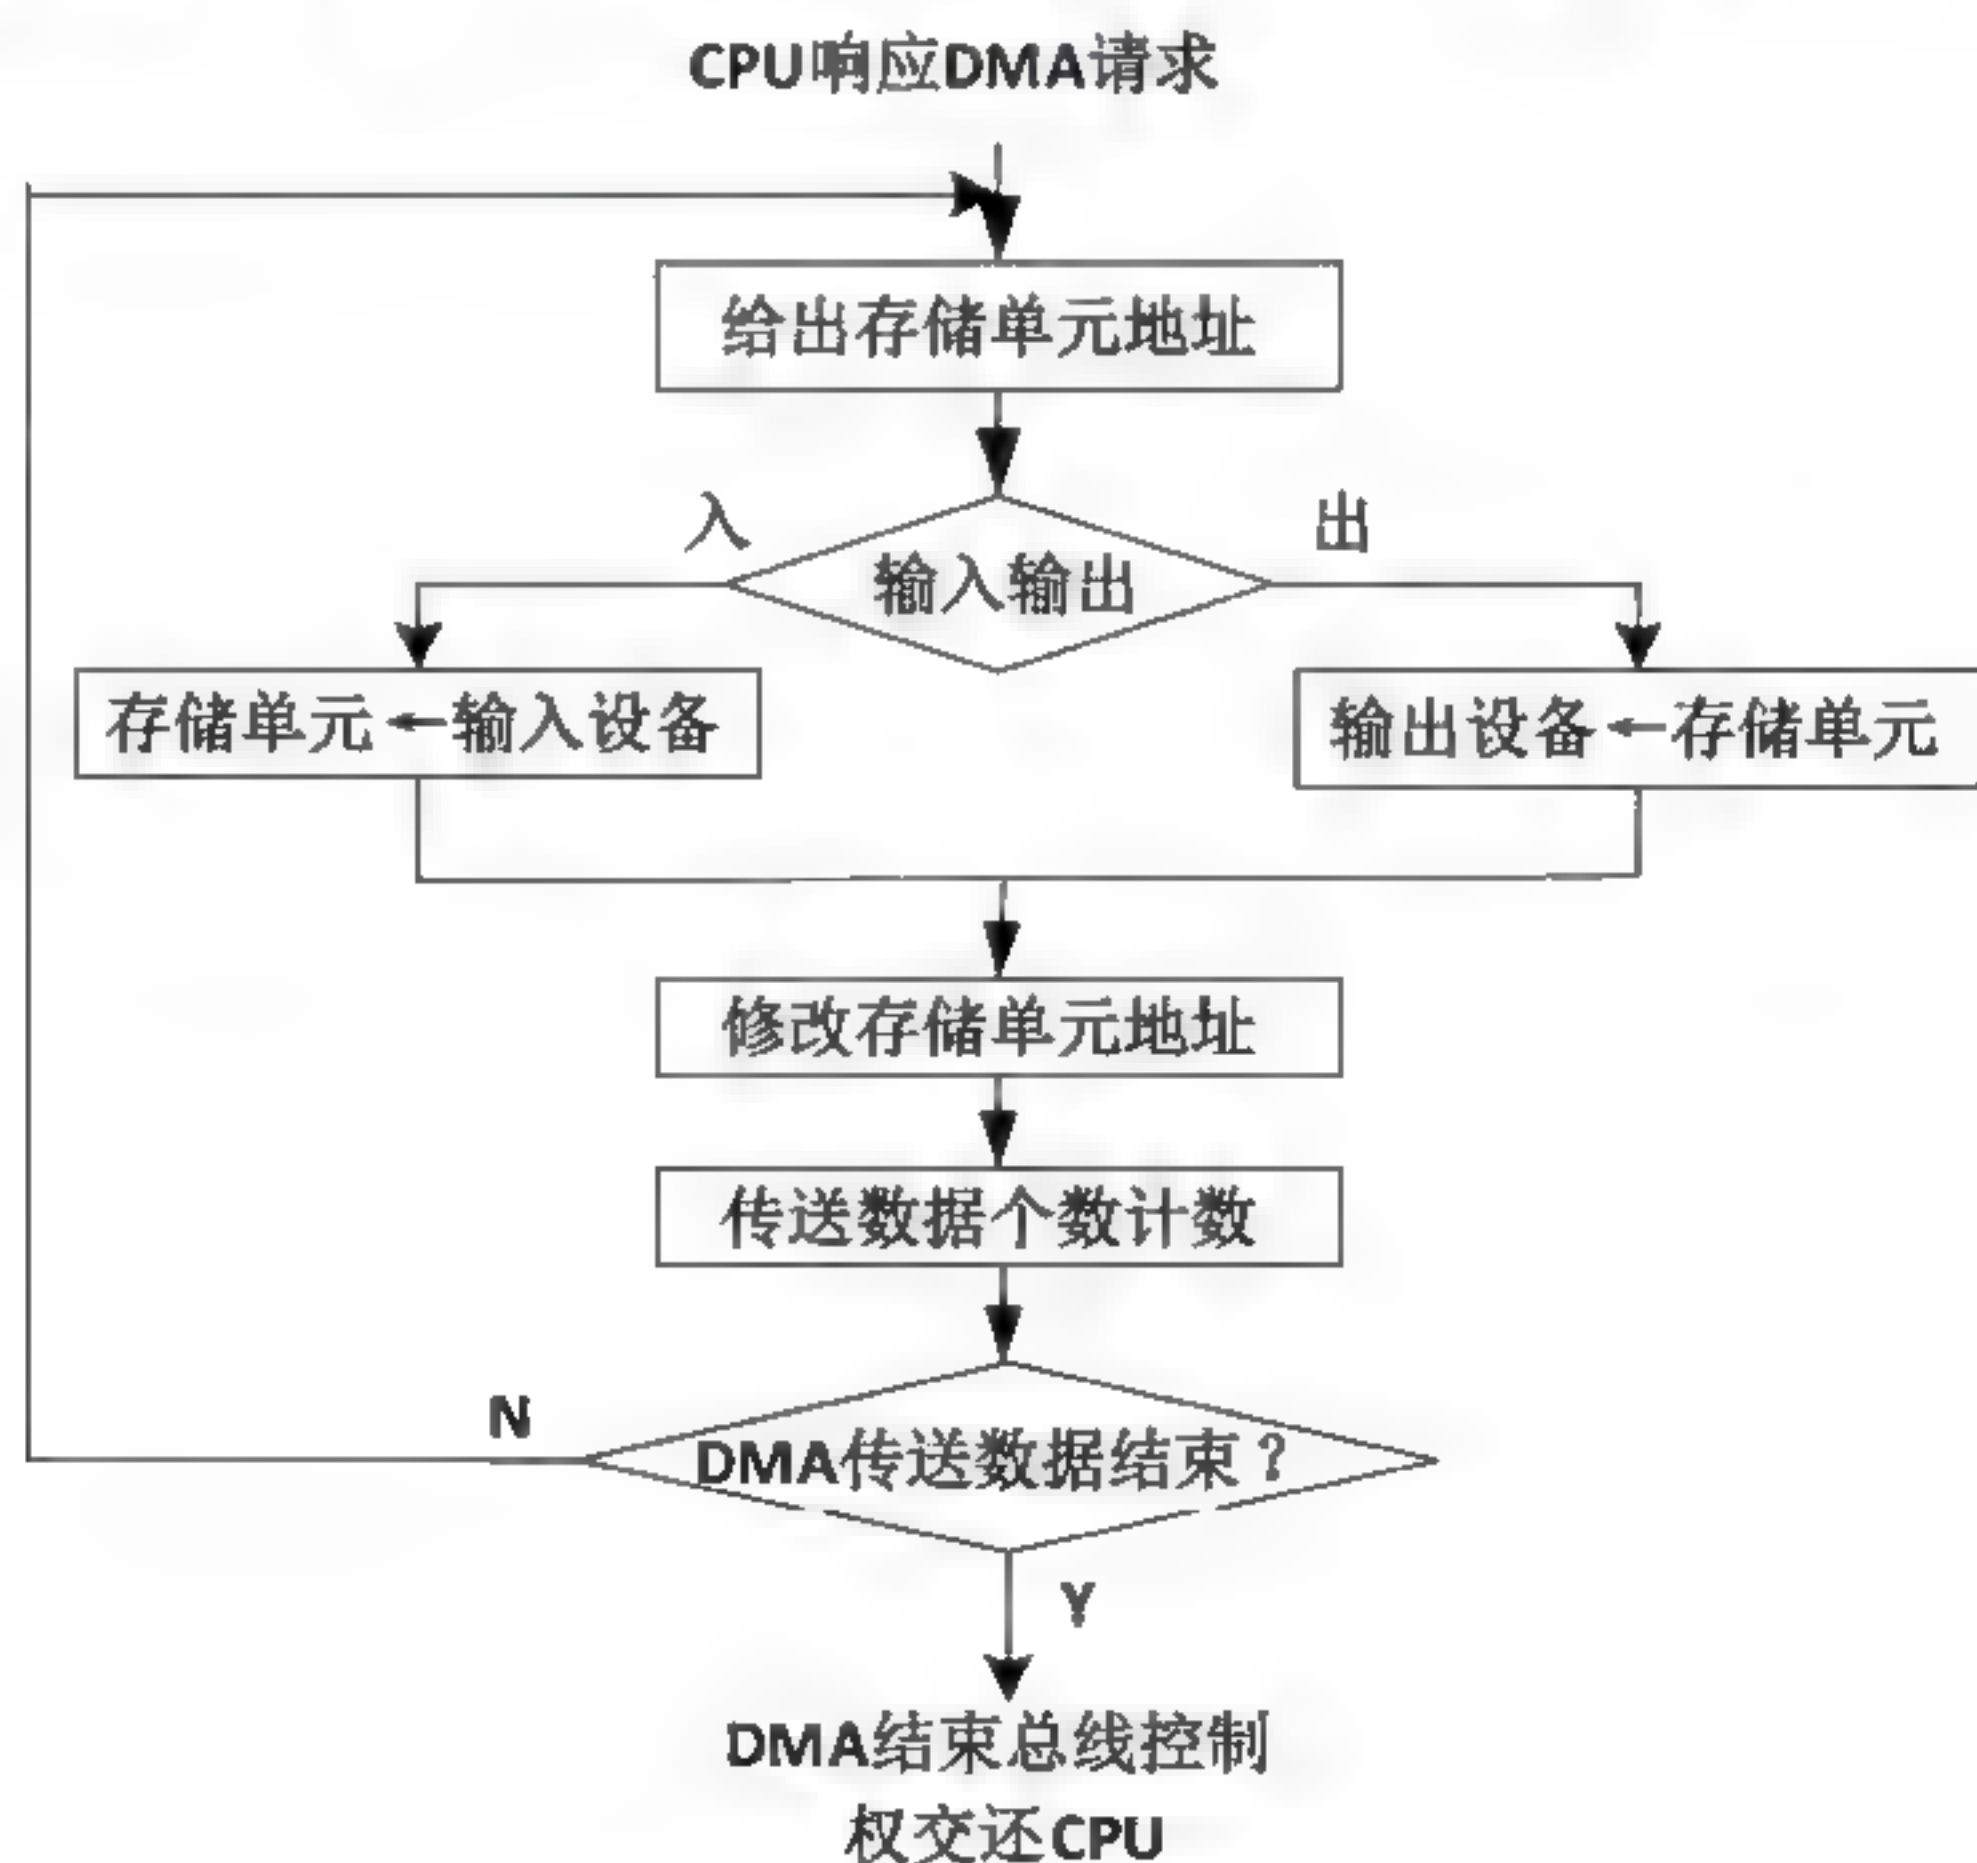 CPU响应DMA请求
给出存储单元地址
入
出
输入输出
存储单元←输入设备
输出设备←存储单元
修改存储单元地址
传送数据个数计数
N
DMA传送数据结束？
Y
DMA结束总线控制
权交还CPU